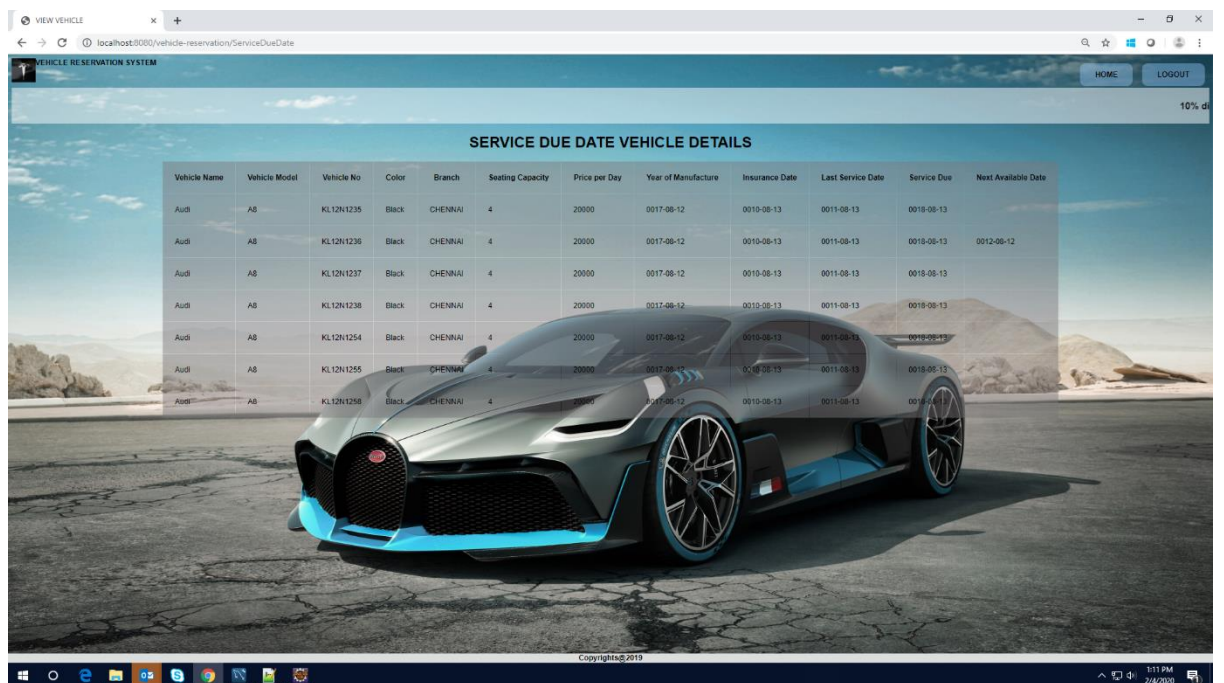 VIEW VEHICLE
localhost:8080/vehicle-reservation/ServiceDueDate
VEHICLE RESERVATION SYSTEM
HOME LOGOUT
10% di
SERVICE DUE DATE VEHICLE DETAILS
Vehicle Name Vehicle Model Vehicle No Color Branch Seating Capacity Price per Day Year of Manufacture Insurance Date Last Service Date Service Due Next Available Date
Audi A8 KL12N1235 Black CHENNAI 4 20000 0017-08-12 0010-08-13 0011-08-13 0018-08-13
Audi A8 KL12N1236 Black CHENNAI 4 20000 0017-08-12 0010-08-13 0011-08-13 0018-08-13 0012-08-12
Audi A8 KL12N1237 Black CHENNAI 4 20000 0017-08-12 0010-08-13 0011-08-13 0018-08-13
Audi A8 KL12N1238 Black CHENNAI 4 20000 0017-08-12 0010-08-13 0011-08-13 0018-08-13
Audi A8 KL12N1254 Black CHENNAI 4 20000 0017-08-12 0010-08-13 0011-08-13 0018-08-13
Audi A8 KL12N1255 Black CHENNAI 4 20000 0017-08-12 0010-08-13 0011-08-13 0018-08-13
Audi A8 KL12N1258 Black CHENNAI 4 20000 0017-08-12 0010-08-13 0011-08-13 0018-08-13
Copyrights@2019
1:11 PM
2/4/2020